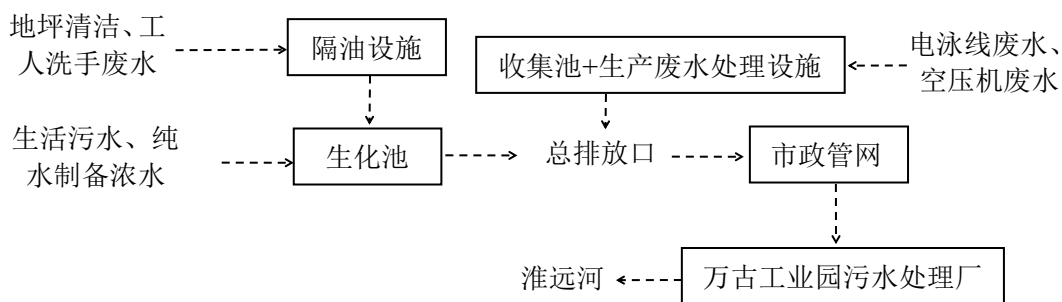 地坪清洁、工
人洗手废水
隔油设施
收集池+生产废水处理设施
电泳线废水、
空压机废水
生活污水、纯
水制备浓水
生化池
总排放口
市政管网
淮远河
万古工业园污水处理厂